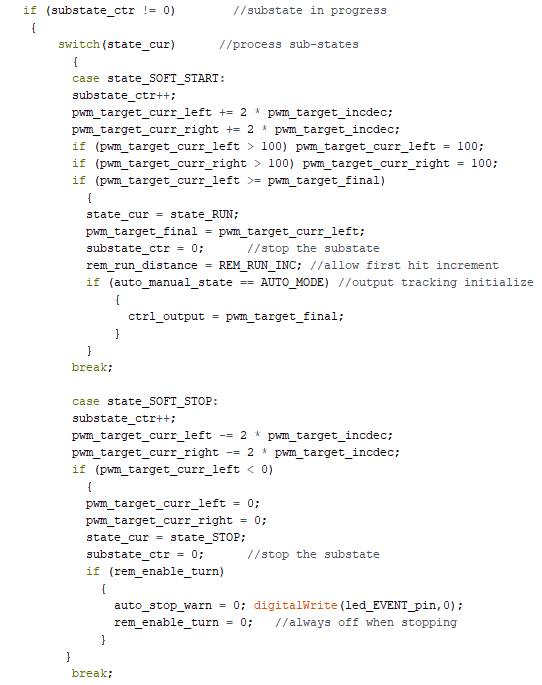 if (substate_ctr != 0)        //substate in progress
 {
     switch(state_cur)      //process sub-states
       {
       case state_SOFT_START:
       substate_ctr++;
       pwm_target_curr_left += 2 * pwm_target_incdec;
       pwm_target_curr_right += 2 * pwm_target_incdec;
       if (pwm_target_curr_left > 100) pwm_target_curr_left = 100;
       if (pwm_target_curr_right > 100) pwm_target_curr_right = 100;
       if (pwm_target_curr_left >= pwm_target_final)
         {
         state_cur = state_RUN;
         pwm_target_final = pwm_target_curr_left;
         substate_ctr = 0;      //stop the substate
         rem_run_distance = REM_RUN_INC; //allow first hit increment
         if (auto_manual_state == AUTO_MODE) //output tracking initialize
             {
               ctrl_output = pwm_target_final;
             }
         }
       break;

       case state_SOFT_STOP:
       substate_ctr++;
       pwm_target_curr_left -= 2 * pwm_target_incdec;
       pwm_target_curr_right -= 2 * pwm_target_incdec;
       if (pwm_target_curr_left < 0)
         {
         pwm_target_curr_left = 0;
         pwm_target_curr_right = 0;
         state_cur = state_STOP;
         substate_ctr = 0;      //stop the substate
         if (rem_enable_turn)
           {
             auto_stop_warn = 0; digitalWrite(led_EVENT_pin,0);
             rem_enable_turn = 0;   //always off when stopping
           }
      }
       break;